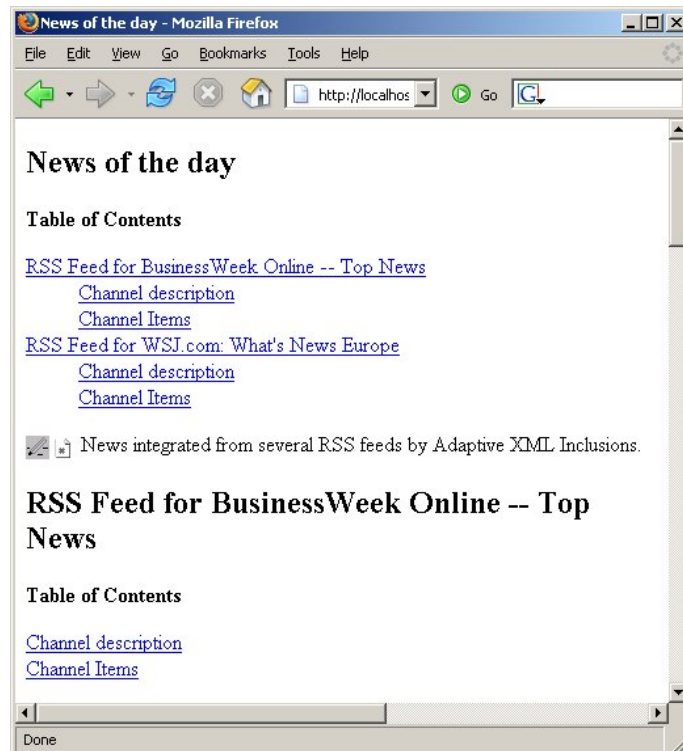 News of the day - Mozilla Firefox
File Edit View Go Bookmarks Tools Help
http://localhos Go G
News of the day
Table of Contents
RSS Feed for BusinessWeek Online -- Top News
Channel description
Channel Items
RSS Feed for WSJ.com: What's News Europe
Channel description
Channel Items
News integrated from several RSS feeds by Adaptive XML Inclusions.
RSS Feed for BusinessWeek Online -- Top
News
Table of Contents
Channel description
Channel Items
Done